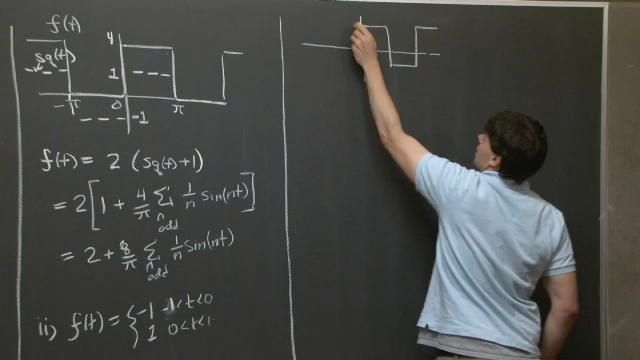 f(t)
4
sq(t)
1
-π 0 π
-1
f(t) = 2 (sq(t)+1)
= 2 [1 + 4/π ∑ n odd 1/n sin(nt)]
= 2 + 8/π ∑ n odd 1/n sin(nt)
ii) f(t) = { -1 -1<t<0
1 0<t<1